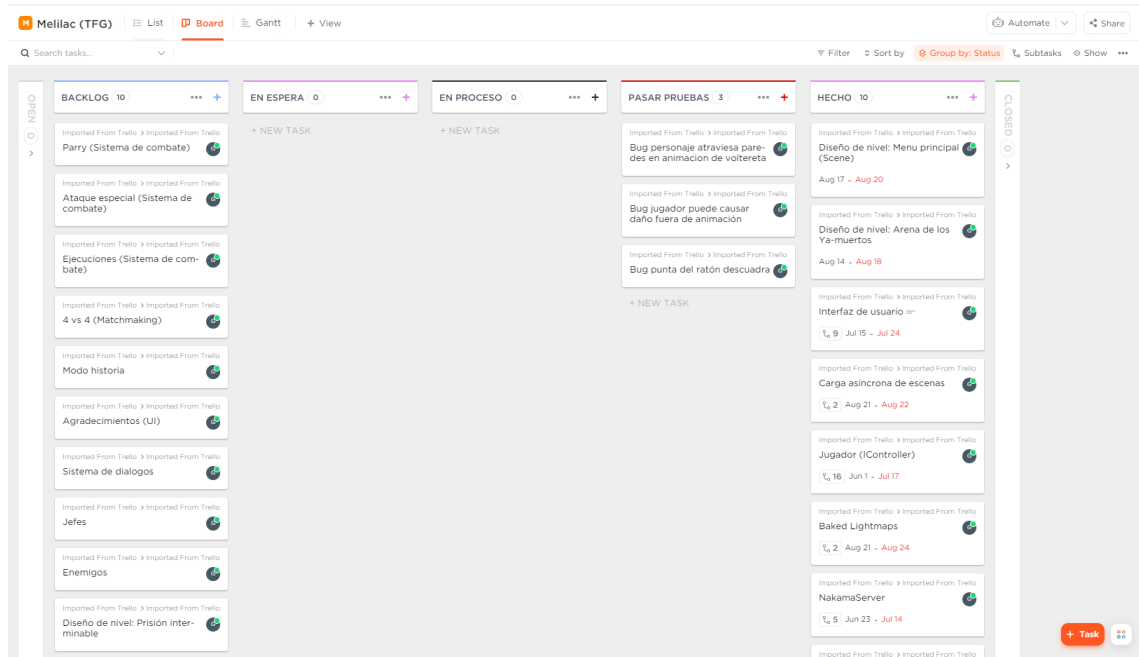 M Melilac (TFG) List Board Gantt + View Automate Share
Search tasks... Filter Sort by Group by: Status Subtasks Show ...
OPEN 0
BACKLOG 10 ... +
Imported From Trello > Imported From Trello
Parry (Sistema de combate)
Imported From Trello > Imported From Trello
Ataque especial (Sistema de
combate)
Imported From Trello > Imported From Trello
Ejecuciones (Sistema de com-
bate)
Imported From Trello > Imported From Trello
4 vs 4 (Matchmaking)
Imported From Trello > Imported From Trello
Modo historia
Imported From Trello > Imported From Trello
Agradecimientos (UI)
Imported From Trello > Imported From Trello
Sistema de dialogos
Imported From Trello > Imported From Trello
Jefes
Imported From Trello > Imported From Trello
Enemigos
Imported From Trello > Imported From Trello
Diseño de nivel: Prisión inter-
minable
EN ESPERA 0 ... +
+ NEW TASK
EN PROCESO 0 ... +
+ NEW TASK
PASAR PRUEBAS 3 ... +
Imported From Trello > Imported From Trello
Bug personaje atraviesa pare-
des en animacion de voltereta
Imported From Trello > Imported From Trello
Bug jugador puede causar
daño fuera de animación
Imported From Trello > Imported From Trello
Bug punta del ratón descuadra
+ NEW TASK
HECHO 10 ... +
Imported From Trello > Imported From Trello
Diseño de nivel: Menu principal
(Scene)
Aug 17 - Aug 20
Imported From Trello > Imported From Trello
Diseño de nivel: Arena de los
Ya-muertos
Aug 14 - Aug 18
Imported From Trello > Imported From Trello
Interfaz de usuario
9 Jul 15 - Jul 24
Imported From Trello > Imported From Trello
Carga asíncrona de escenas
2 Aug 21 - Aug 22
Imported From Trello > Imported From Trello
Jugador (IController)
16 Jun 1 - Jul 17
Imported From Trello > Imported From Trello
Baked Lightmaps
2 Aug 21 - Aug 24
Imported From Trello > Imported From Trello
NakamaServer
5 Jun 23 - Jul 14
Imported From Trello > Imported From Trello
CLOSED 0
+ Task